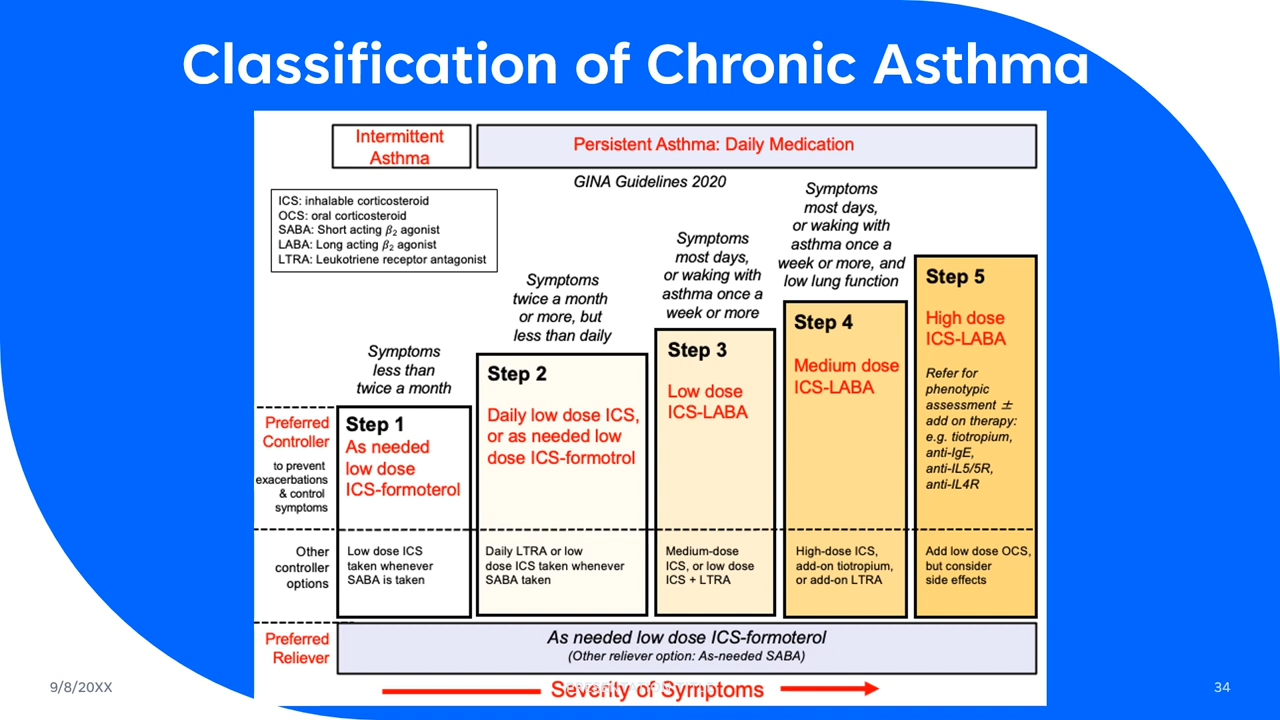 Classification of Chronic Asthma
Intermittent
Asthma
Persistent Asthma: Daily Medication
GINA Guidelines 2020
ICS: inhalable corticosteroid
OCS: oral corticosteroid
SABA: Short acting β₂ agonist
LABA: Long acting β₂ agonist
LTRA: Leukotriene receptor antagonist
Symptoms
less than
twice a month
Symptoms
twice a month
or more, but
less than daily
Symptoms
most days,
or waking with
asthma once a
week or more
Symptoms
most days,
or waking with
asthma once a
week or more, and
low lung function
Preferred
Controller
to prevent
exacerbations
& control
symptoms
Step 1
As needed
low dose
ICS-formoterol
Step 2
Daily low dose ICS,
or as needed low
dose ICS-formotrol
Step 3
Low dose
ICS-LABA
Step 4
Medium dose
ICS-LABA
Step 5
High dose
ICS-LABA
Refer for
phenotypic
assessment ±
add on therapy:
e.g. tiotropium,
anti-IgE,
anti-IL5/5R,
anti-IL4R
Other
controller
options
Low dose ICS
taken whenever
SABA is taken
Daily LTRA or low
dose ICS taken whenever
SABA taken
Medium-dose
ICS, or low dose
ICS + LTRA
High-dose ICS,
add-on tiotropium,
or add-on LTRA
Add low dose OCS,
but consider
side effects
Preferred
Reliever
As needed low dose ICS-formoterol
(Other reliever option: As-needed SABA)
Severity of Symptoms
9/8/20XX
PRESENTATION TITLE
34